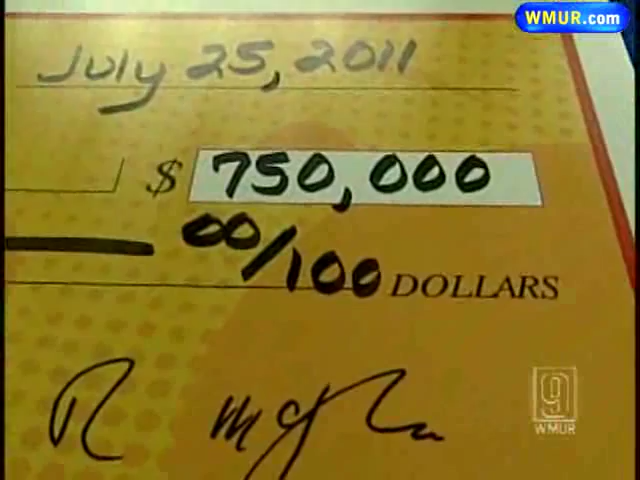 WMUR.com
July 25, 2011
$ 750,000
00/100 DOLLARS
9
WMUR